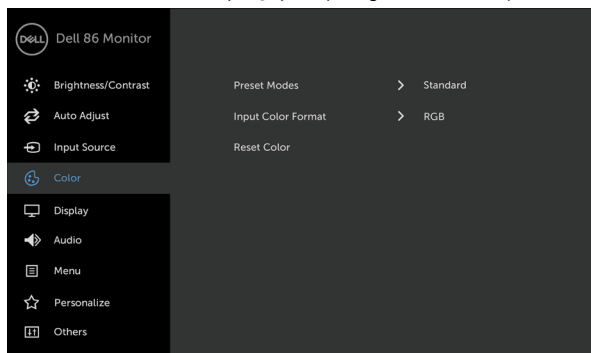 DELL Dell 86 Monitor
Brightness/Contrast
Preset Modes Standard
Auto Adjust
Input Color Format RGB
Input Source
Reset Color
Color
Display
Audio
Menu
Personalize
Others